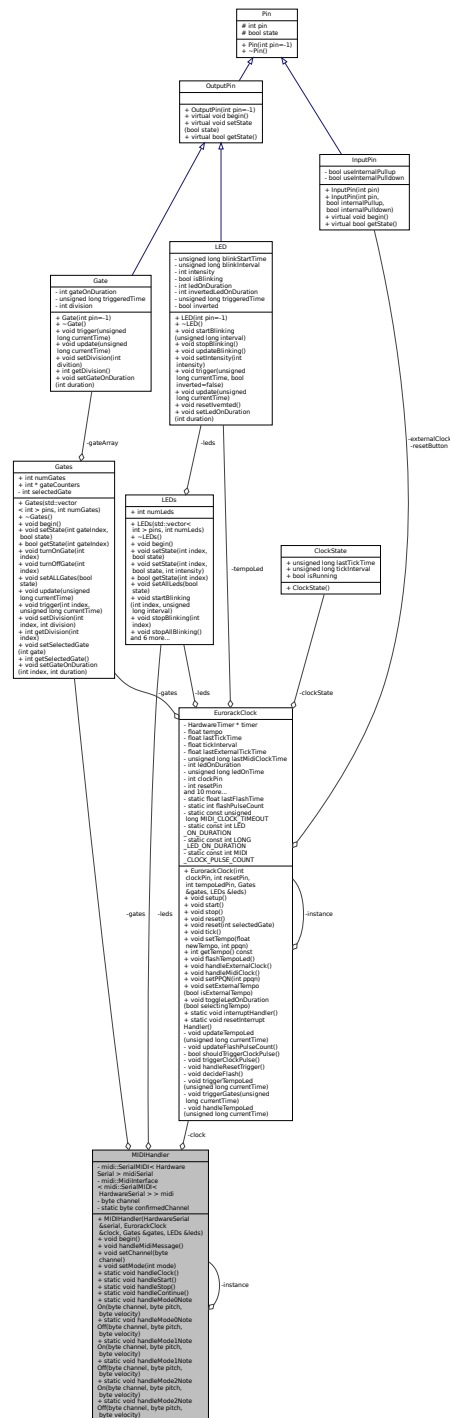 Pin
# int pin
# bool state
+ Pin(int pin=-1)
+ ~Pin()
OutputPin
+ OutputPin(int pin=-1)
+ virtual void begin()
+ virtual void setState
(bool state)
+ virtual bool getState()
InputPin
- bool useInternalPullup
- bool useInternalPulldown
+ InputPin(int pin)
+ InputPin(int pin,
bool internalPullup,
bool internalPulldown)
+ virtual void begin()
+ virtual bool getState()
LED
- unsigned long blinkStartTime
- unsigned long blinkInterval
- int intensity
- bool isBlinking
- int ledOnDuration
- int invertedLedOnDuration
- unsigned long triggeredTime
- bool inverted
+ LED(int pin=-1)
+ ~LED()
+ void startBlinking
(unsigned long interval)
+ void stopBlinking()
+ void updateBlinking()
+ void setIntensity(int
intensity)
+ void trigger(unsigned
long currentTime, bool
inverted=false)
+ void update(unsigned
long currentTime)
+ void resetIvernted()
+ void setLedOnDuration
(int duration)
Gate
- int gateOnDuration
- unsigned long triggeredTime
- int division
+ Gate(int pin=-1)
+ ~Gate()
+ void trigger(unsigned
long currentTime)
+ void update(unsigned
long currentTime)
+ void setDivision(int
divition)
+ int getDivision()
+ void setGateOnDuration
(int duration)
-gateArray
-leds
-externalClock
-resetButton
Gates
+ int numGates
+ int * gateCounters
- int selectedGate
+ Gates(std::vector
< int > pins, int numGates)
+ ~Gates()
+ void begin()
+ void setState(int gateIndex,
bool state)
+ bool getState(int gateIndex)
+ void turnOnGate(int
index)
+ void turnOffGate(int
index)
+ void setALLGates(bool
state)
+ void update(unsigned
long currentTime)
+ void trigger(int index,
unsigned long currentTime)
+ void setDivision(int
index, int division)
+ int getDivision(int
index)
+ void setSelectedGate
(int gate)
+ int getSelectedGate()
+ void setGateOnDuration
(int index, int duration)
LEDs
+ int numLeds
+ LEDs(std::vector<
int > pins, int numLeds)
+ ~LEDs()
+ void begin()
+ void setState(int index,
bool state)
+ void setState(int index,
bool state, int intensity)
+ bool getState(int index)
+ void setAllLeds(bool
state)
+ void startBlinking
(int index, unsigned
long interval)
+ void stopBlinking(int
index)
+ void stopAllBlinking()
and 6 more...
-tempoLed
ClockState
+ unsigned long lastTickTime
+ unsigned long tickInterval
+ bool isRunning
+ ClockState()
-gates
-leds
-clockState
EurorackClock
- HardwareTimer * timer
- float tempo
- float lastTickTime
- float tickInterval
- float lastExternalTickTime
- unsigned long lastMidiClockTime
- int ledOnDuration
- unsigned long ledOnTime
- int clockPin
- int resetPin
and 10 more...
- static float lastFlashTime
- static int flashPulseCount
- static const unsigned
long MIDI_CLOCK_TIMEOUT
- static const int LED
_ON_DURATION
- static const int LONG
_LED_ON_DURATION
- static const int MIDI
_CLOCK_PULSE_COUNT
+ EurorackClock(int
clockPin, int resetPin,
int tempoLedPin, Gates
&gates, LEDs &leds)
+ void setup()
+ void start()
+ void stop()
+ void reset()
+ void reset(int selectedGate)
+ void tick()
+ void setTempo(float
newTempo, int ppqn)
+ int getTempo() const
+ void flashTempoLed()
+ void handleExternalClock()
+ void handleMidiClock()
+ void setPPQN(int ppqn)
+ void setExternalTempo
(bool isExternalTempo)
+ void toggleLedOnDuration
(bool selectingTempo)
+ static void interruptHandler()
+ static void resetInterrupt
Handler()
- void updateTempoLed
(unsigned long currentTime)
- void updateFlashPulseCount()
- bool shouldTriggerClockPulse()
- void triggerClockPulse()
- void handleResetTrigger()
- void decideFlash()
- void triggerTempoLed
(unsigned long currentTime)
- void triggerGates(unsigned
long currentTime)
- void handleTempoLed
(unsigned long currentTime)
-instance
-gates
-leds
-clock
MIDIHandler
- midi::SerialMIDI< Hardware
Serial > midiSerial
- midi::MidiInterface
< midi::SerialMIDI<
HardwareSerial > > midi
- byte channel
- static byte confirmedChannel
+ MIDIHandler(HardwareSerial
&serial, EurorackClock
&clock, Gates &gates, LEDs &leds)
+ void begin()
+ void handleMidiMessage()
+ void setChannel(byte
channel)
+ void setMode(int mode)
+ static void handleClock()
+ static void handleStart()
+ static void handleStop()
+ static void handleContinue()
+ static void handleMode0Note
On(byte channel, byte pitch,
byte velocity)
+ static void handleMode0Note
Off(byte channel, byte pitch,
byte velocity)
+ static void handleMode1Note
On(byte channel, byte pitch,
byte velocity)
+ static void handleMode1Note
Off(byte channel, byte pitch,
byte velocity)
+ static void handleMode2Note
On(byte channel, byte pitch,
byte velocity)
+ static void handleMode2Note
Off(byte channel, byte pitch,
byte velocity)
-instance